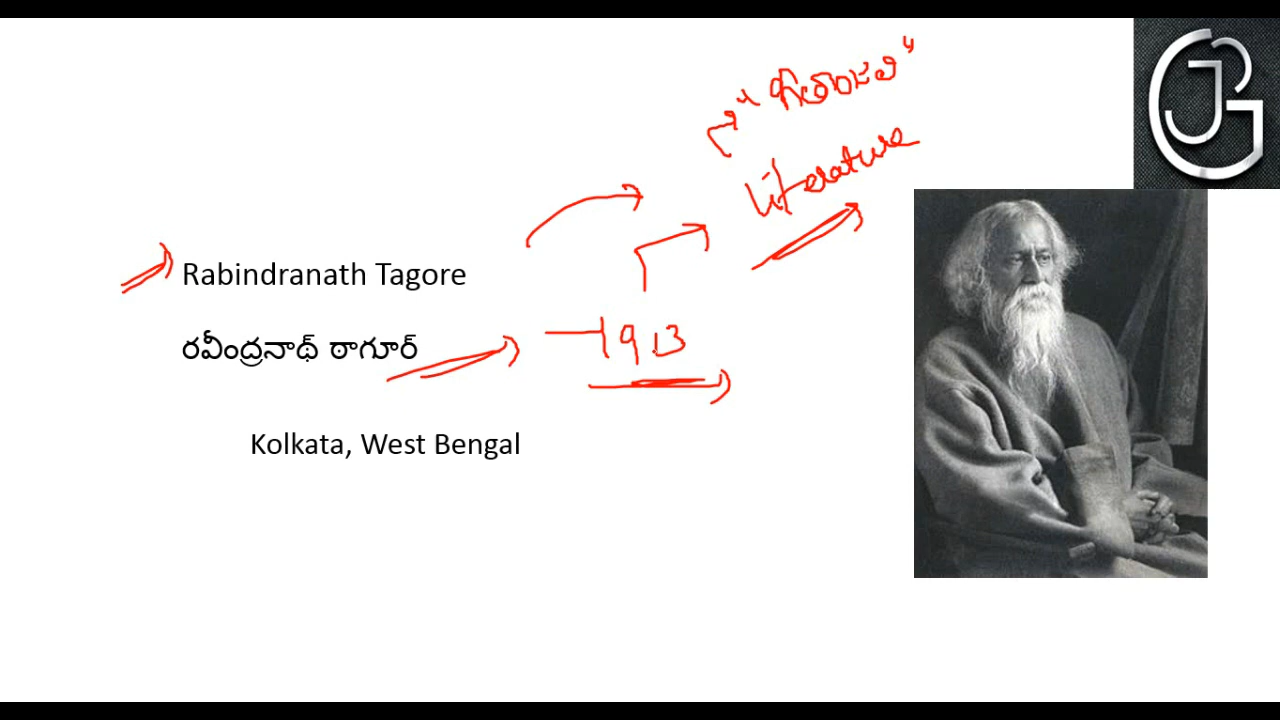 "గీతాంజలి"
Literature
Rabindranath Tagore
1913
రవీంద్రనాథ్ ఠాగూర్
Kolkata, West Bengal